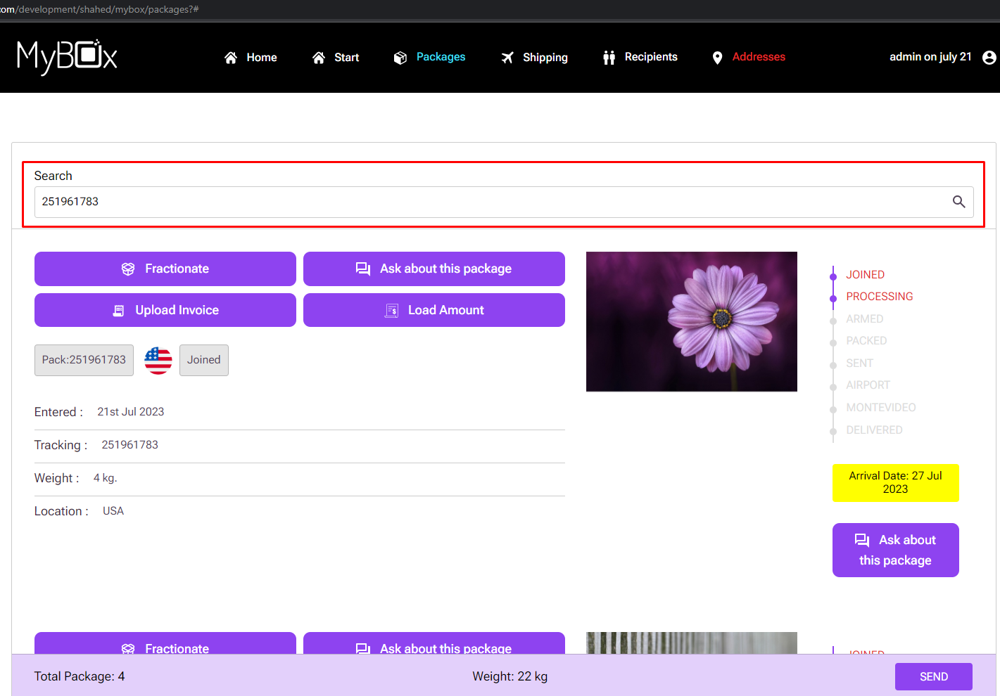 com/development/shahed/mybox/packages?#
MyBOx
Home
Start
Packages
Shipping
Recipients
Addresses
admin on july 21
Search
251961783
Fractionate
Ask about this package
Upload Invoice
Load Amount
Pack:251961783
Joined
Entered : 21st Jul 2023
Tracking : 251961783
Weight : 4 kg.
Location : USA
JOINED
PROCESSING
ARMED
PACKED
SENT
AIRPORT
MONTEVIDEO
DELIVERED
Arrival Date: 27 Jul
2023
Ask about
this package
Fractionate
Ask about this package
JOINED
Total Package: 4
Weight: 22 kg
SEND